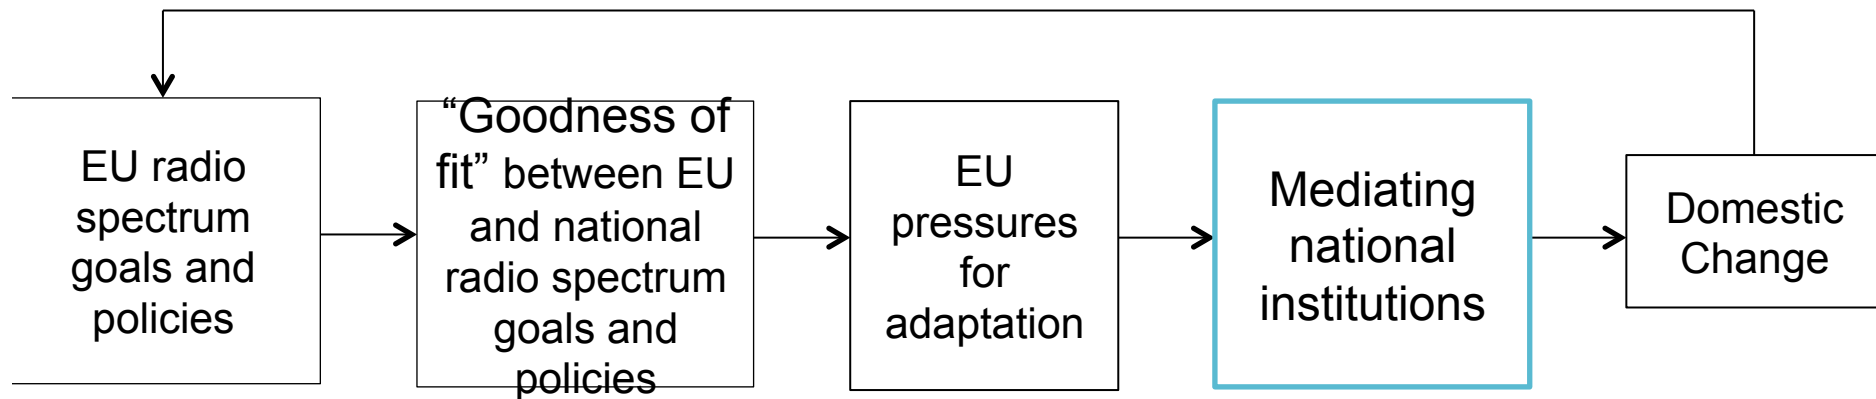 EU radio
spectrum
goals and
policies
“Goodness of
fit” between EU
and national
radio spectrum
goals and
policies
EU
pressures
for
adaptation
Mediating
national
institutions
Domestic
Change